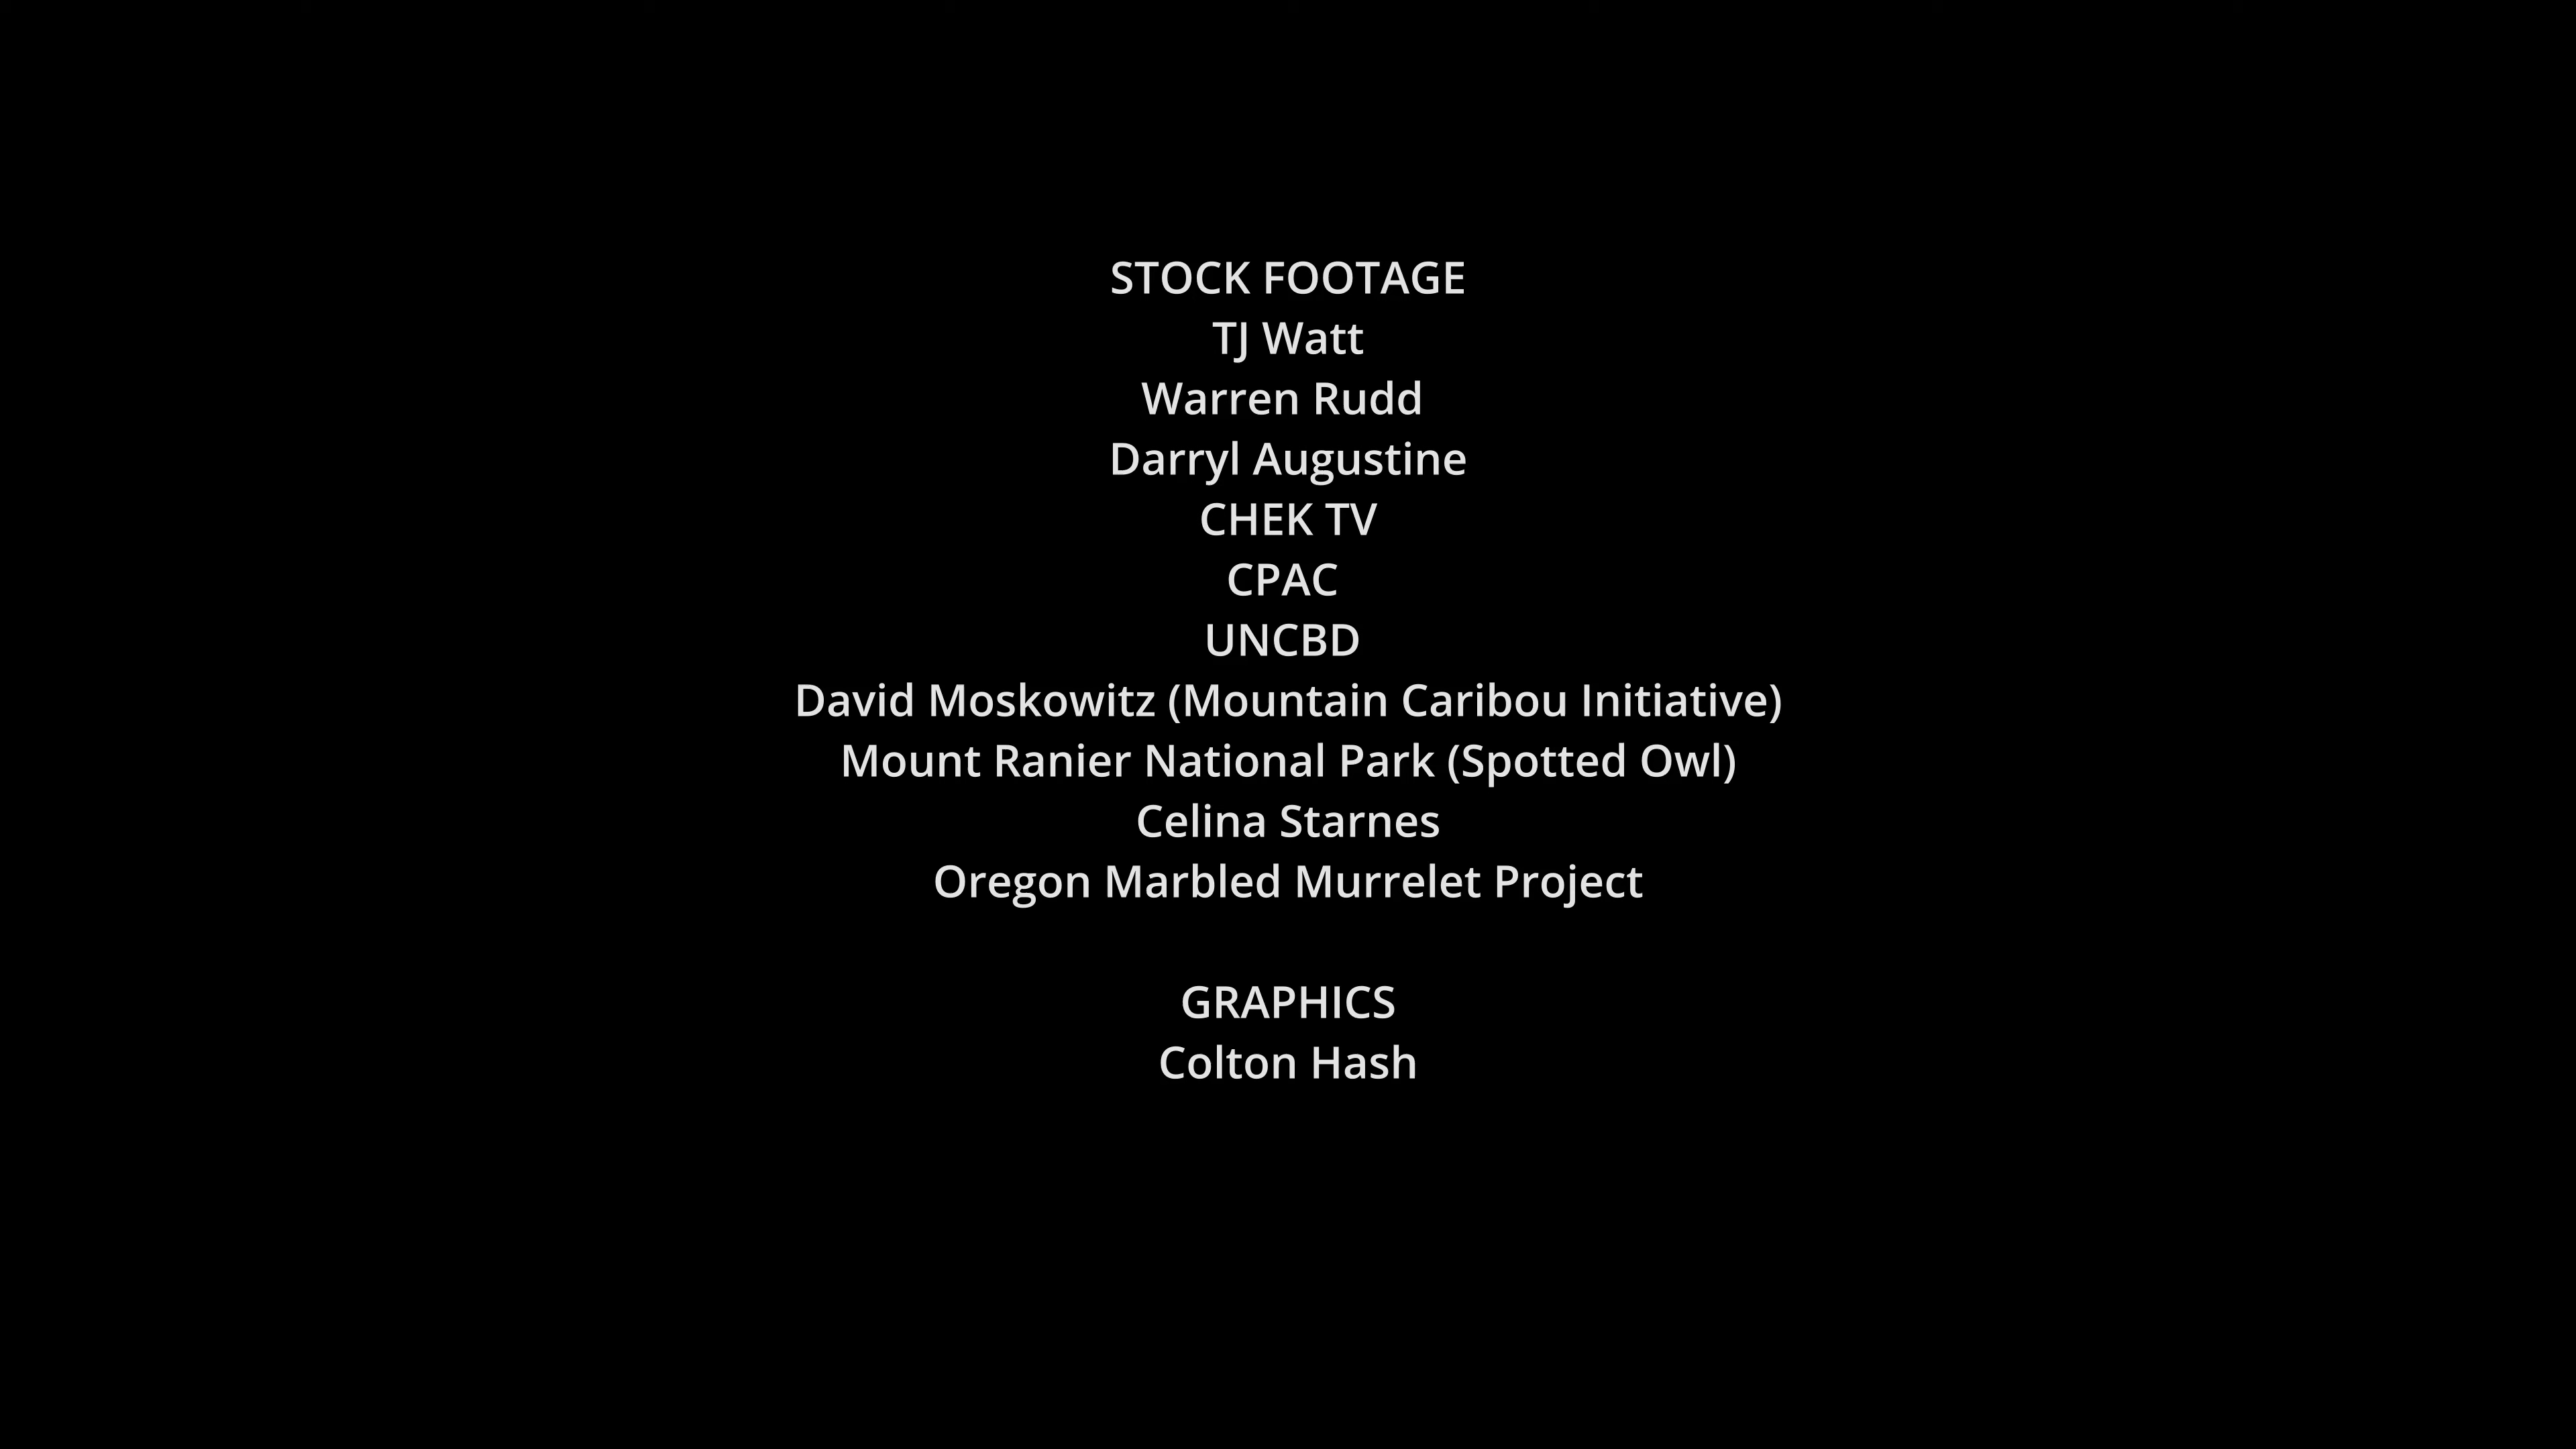 STOCK FOOTAGE
TJ Watt
Warren Rudd
Darryl Augustine
CHEK TV
CPAC
UNCBD
David Moskowitz (Mountain Caribou Initiative)
Mount Ranier National Park (Spotted Owl)
Celina Starnes
Oregon Marbled Murrelet Project
GRAPHICS
Colton Hash